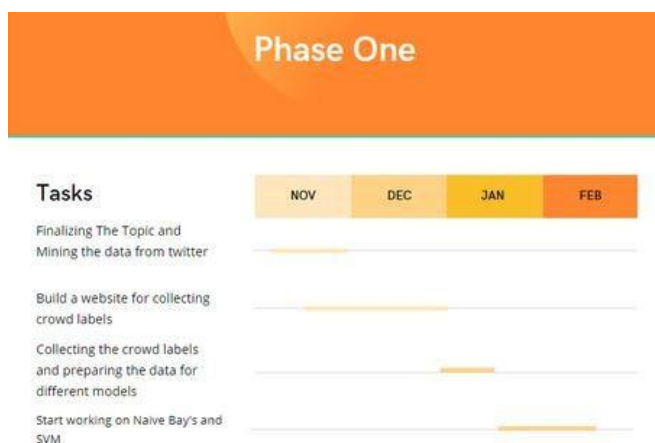 Phase One
Tasks
NOV DEC JAN FEB
Finalizing The Topic and
Mining the data from twitter
Build a website for collecting
crowd labels
Collecting the crowd labels
and preparing the data for
different models
Start working on Naive Bay's and
SVM